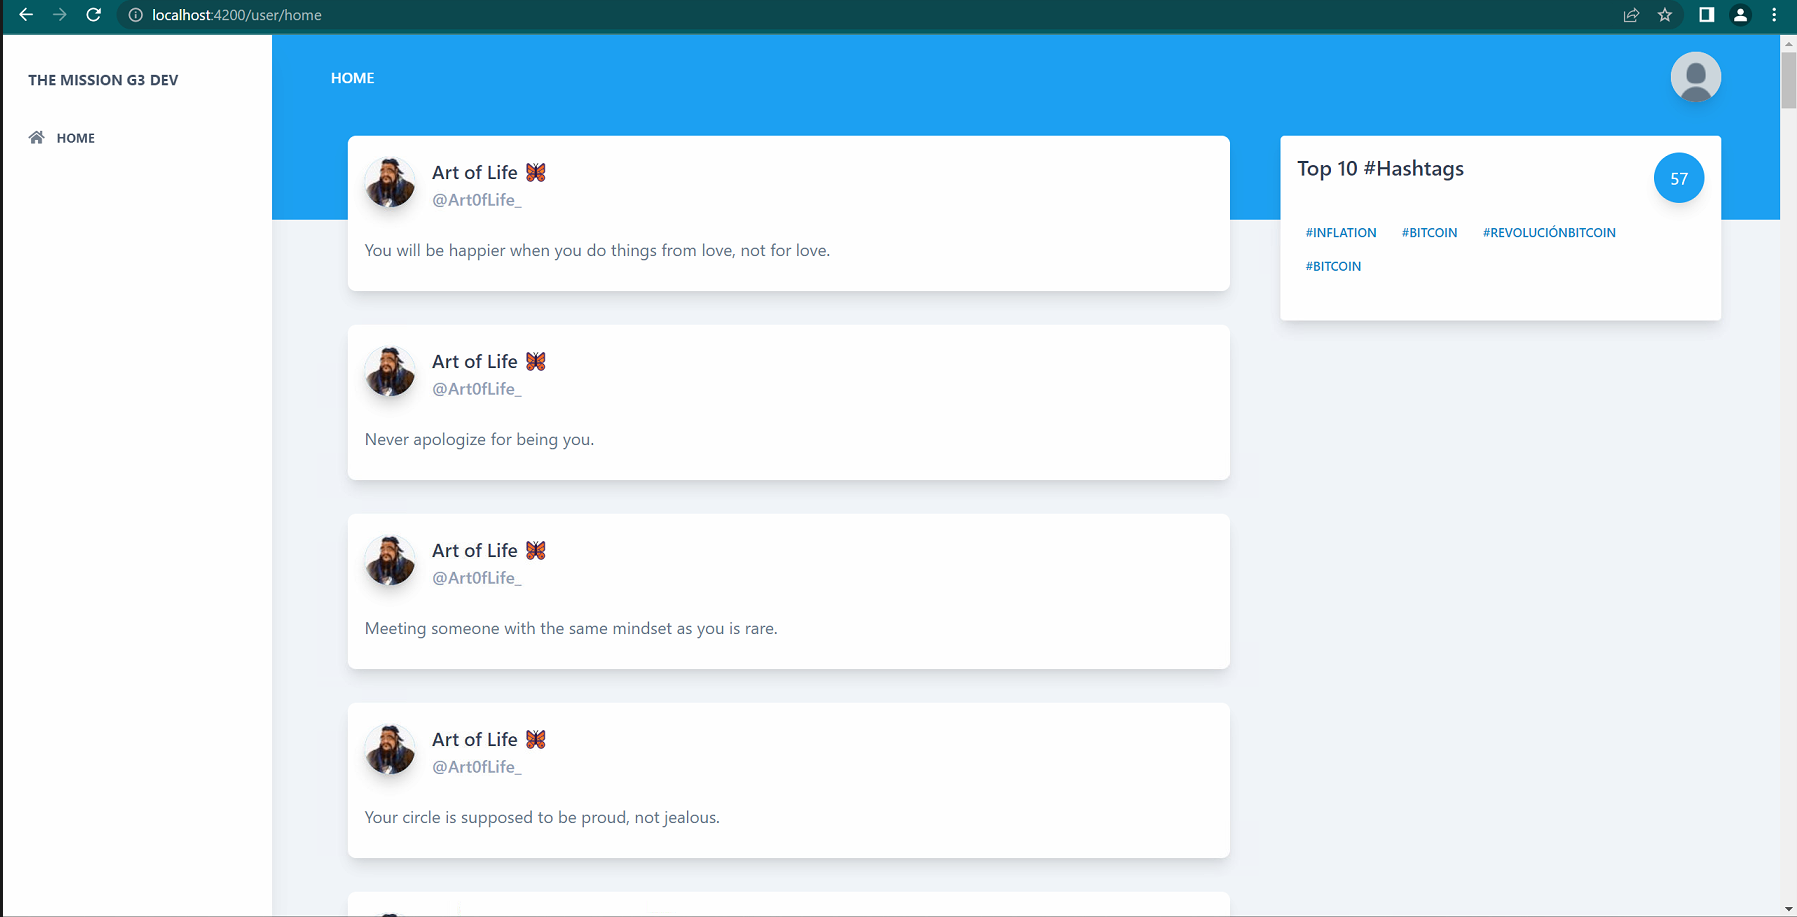 localhost:4200/user/home
THE MISSION G3 DEV
HOME
HOME
Art of Life 🦋
@Art0fLife_
You will be happier when you do things from love, not for love.
Art of Life 🦋
@Art0fLife_
Never apologize for being you.
Art of Life 🦋
@Art0fLife_
Meeting someone with the same mindset as you is rare.
Art of Life 🦋
@Art0fLife_
Your circle is supposed to be proud, not jealous.
Top 10 #Hashtags
57
#INFLATION #BITCOIN #REVOLUCIÓNBITCOIN
#BITCOIN